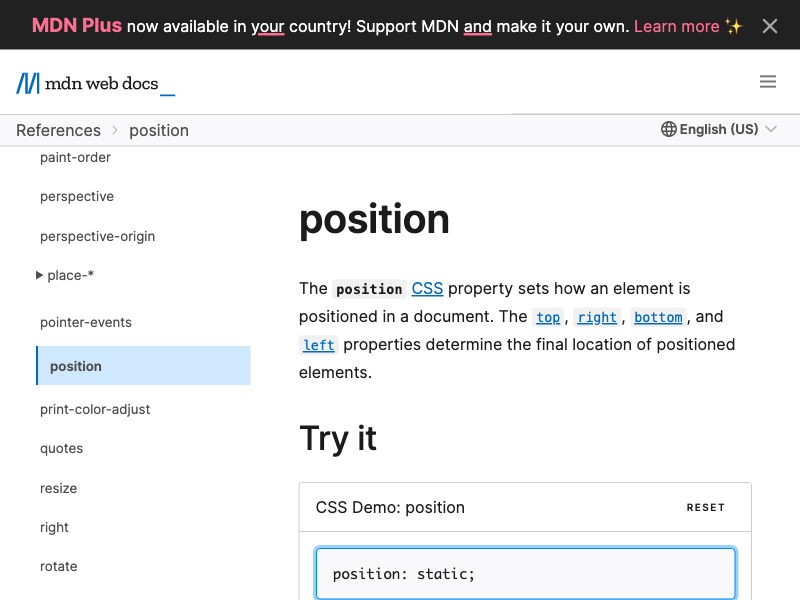 MDN Plus now available in your country! Support MDN and make it your own. Learn more ✨
mdn web docs_
References > position
English (US)
paint-order
perspective
perspective-origin
place-*
pointer-events
position
print-color-adjust
quotes
resize
right
rotate
position
The position CSS property sets how an element is
positioned in a document. The top, right, bottom, and
left properties determine the final location of positioned
elements.
Try it
CSS Demo: position
RESET
position: static;